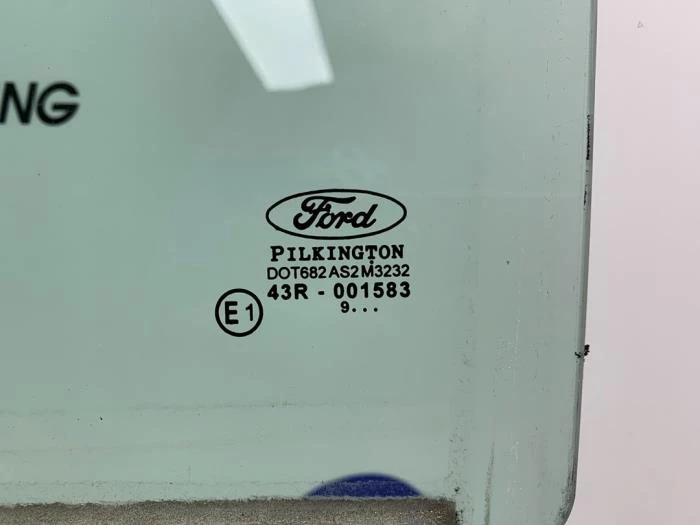 NG
Ford
PILKINGTON
DOT682 AS2 M3232
43R - 001583
E1
9...